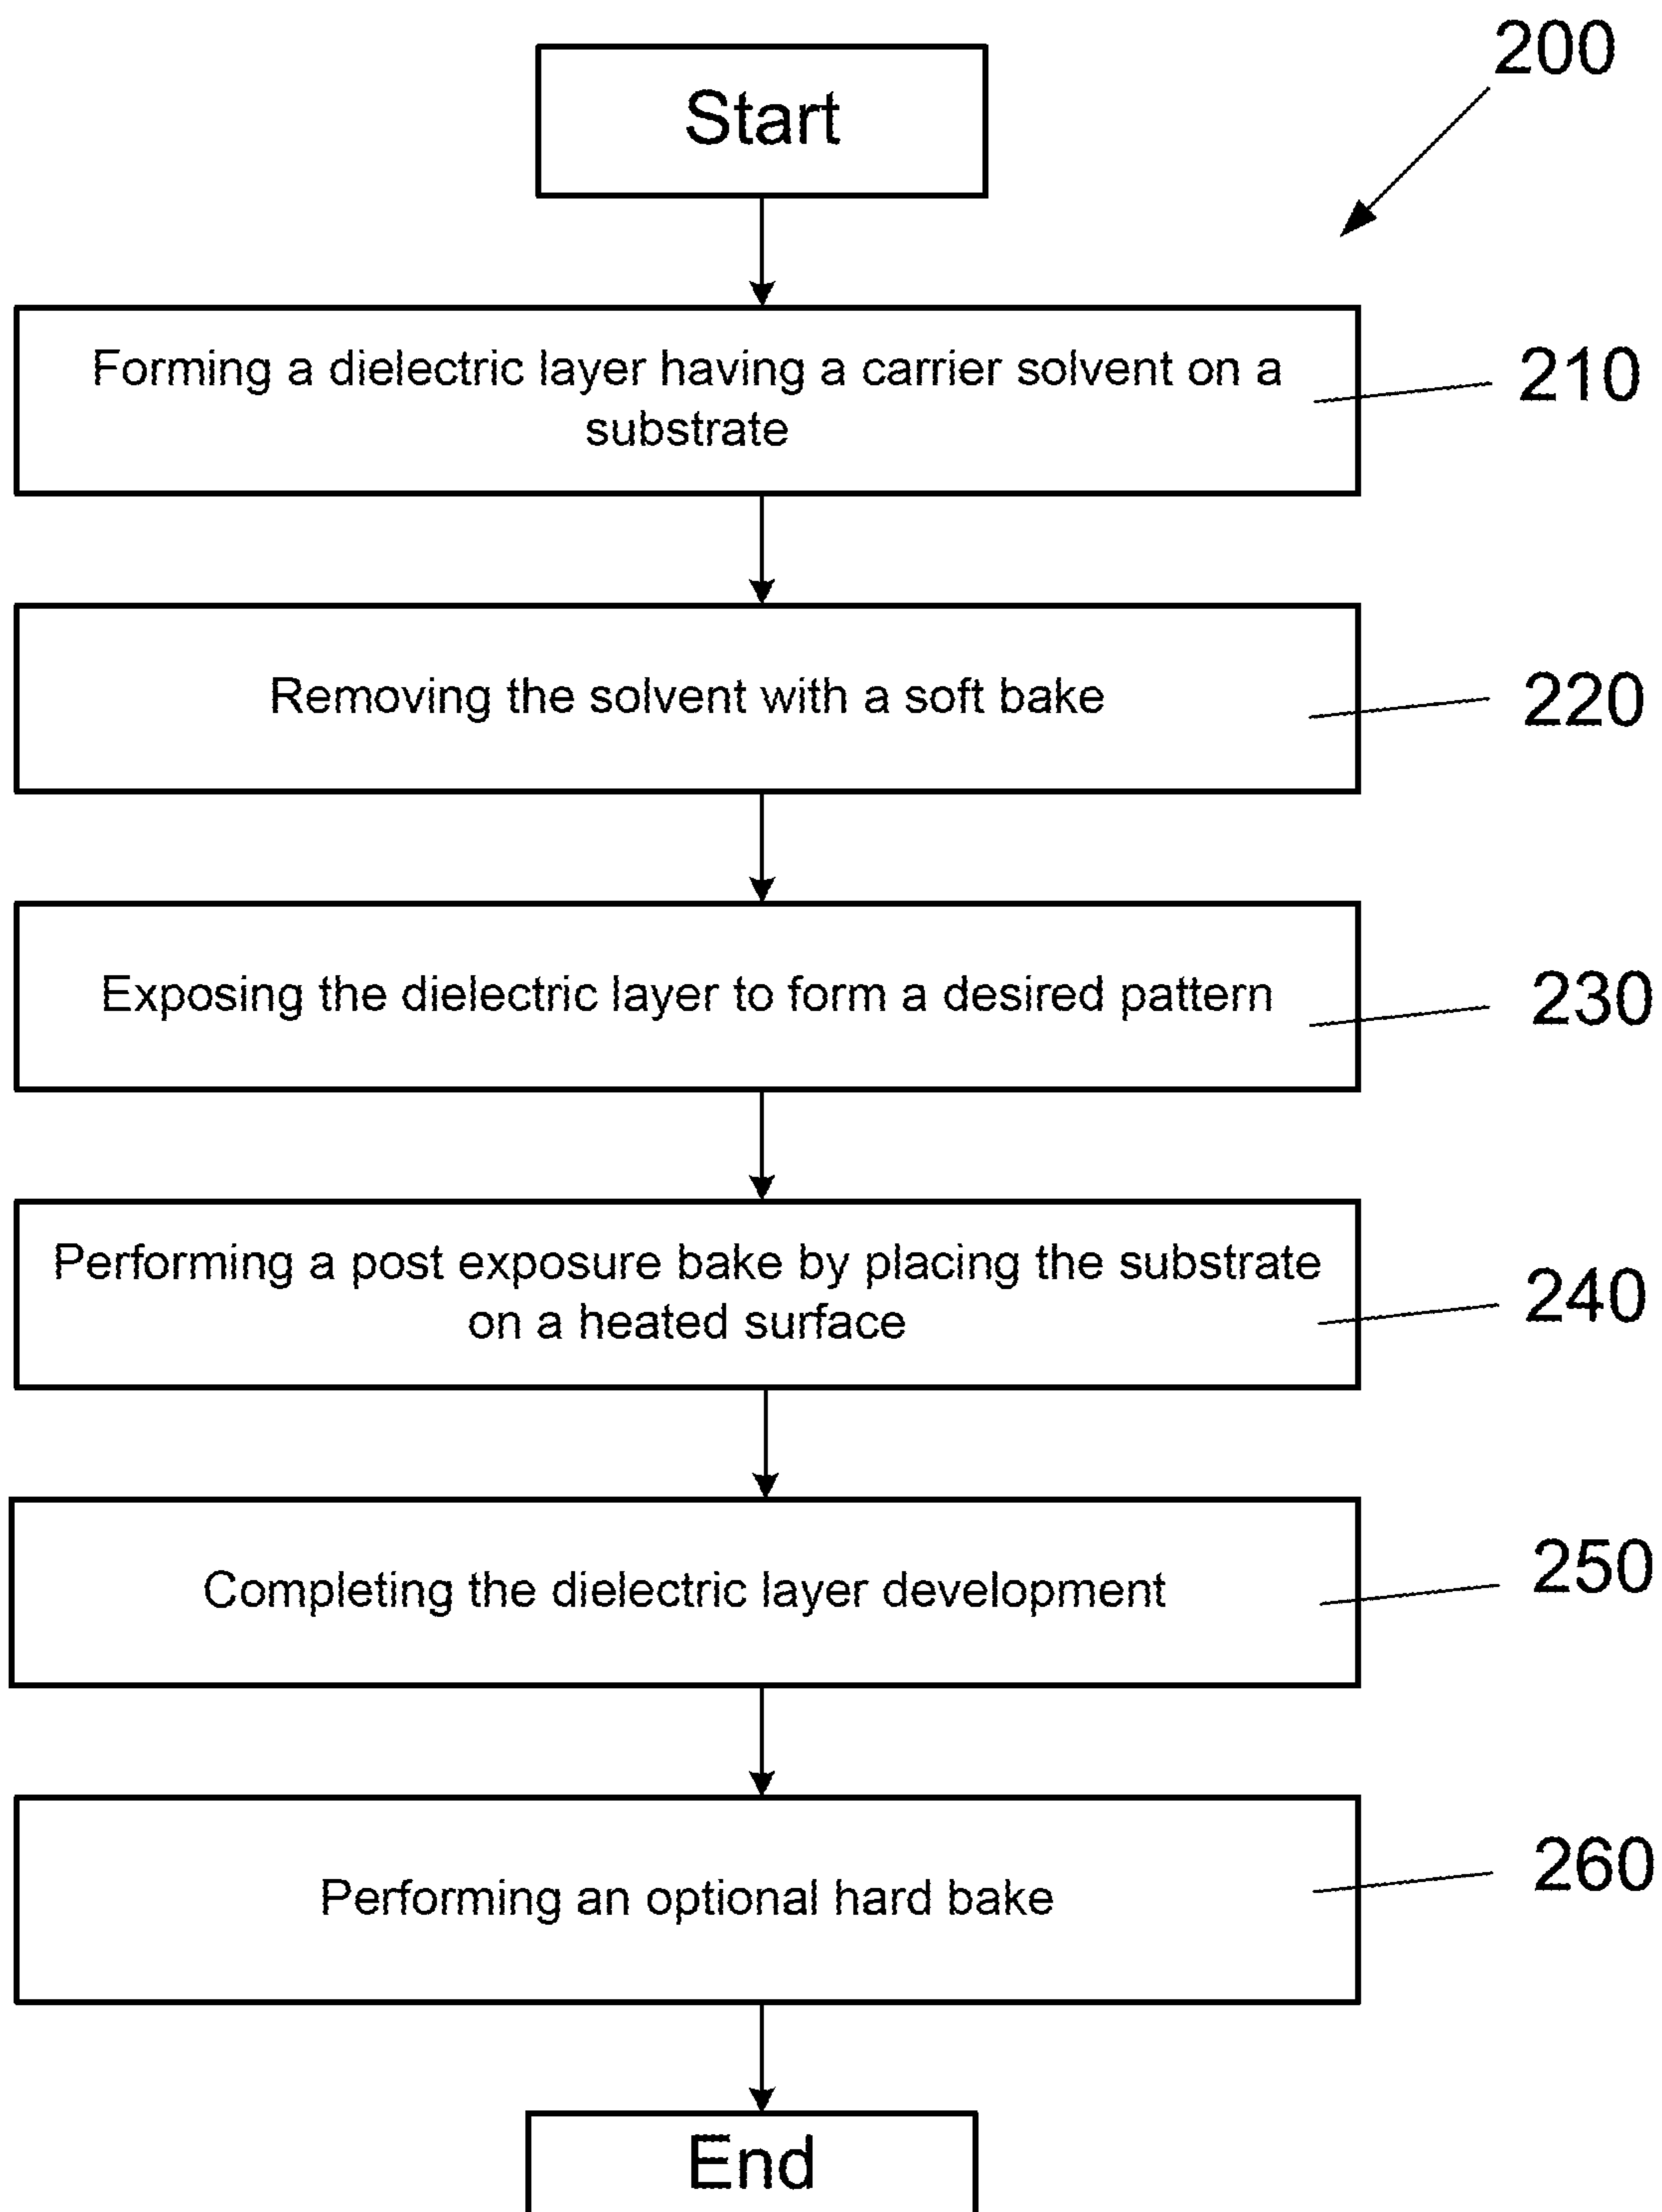 200
Start
Forming a dielectric layer having a carrier solvent on a
substrate
210
Removing the solvent with a soft bake
220
Exposing the dielectric layer to form a desired pattern
230
Performing a post exposure bake by placing the substrate
on a heated surface
240
Completing the dielectric layer development
250
Performing an optional hard bake
260
End